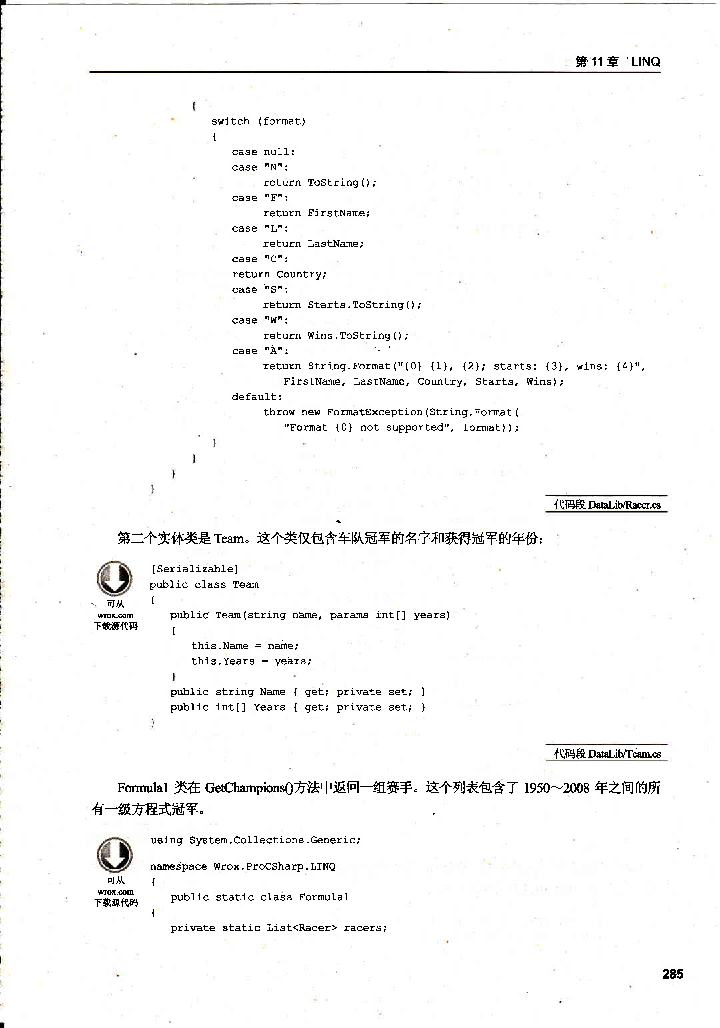 第 11 章 LINQ
{
switch (format)
{
case null:
case "N":
return ToString();
case "F":
return FirstName;
case "L":
return LastName;
case "C":
return Country;
case "S":
return Starts.ToString();
case "W":
return Wins.ToString();
case "A":
return String.Format("{0} {1}, {2}; starts: {3}, wins: {4}",
FirstName, LastName, Country, Starts, Wins);
default:
throw new FormatException(String.Format(
"Format {0} not supported", format));
}
}
}
}
代码段 DataLib/Racer.cs
第二个实体类是 Team。这个类仅包含车队冠军的名字和获得冠军的年份：
[Serializable]
public class Team
{
public Team(string name, params int[] years)
{
this.Name = name;
this.Years = years;
}
public string Name { get; private set; }
public int[] Years { get; private set; }
}
可从
wrox.com
下载源代码
代码段 DataLib/Team.cs
Formula1 类在 GetChampions()方法中返回一组赛手。这个列表包含了 1950～2008 年之间的所
有一级方程式冠军。
using System.Collections.Generic;
namespace Wrox.ProCSharp.LINQ
{
public static class Formula1
{
private static List<Racer> racers;
可从
wrox.com
下载源代码
285